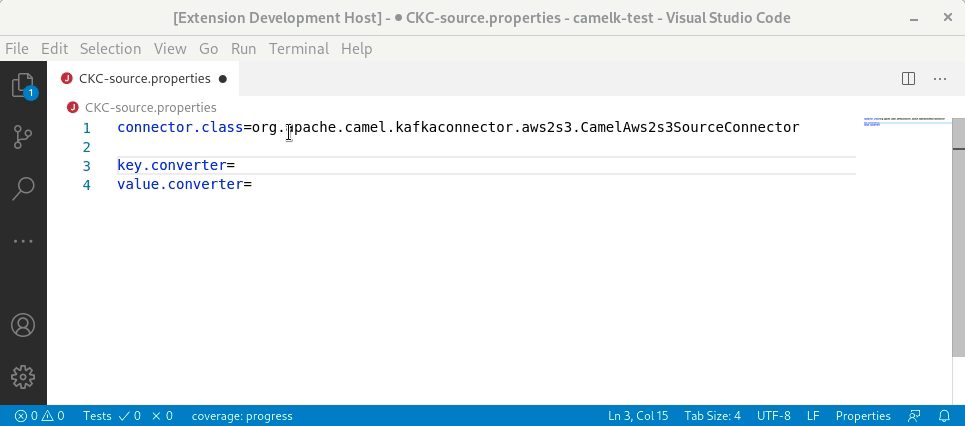 [Extension Development Host] - ● CKC-source.properties - camelk-test - Visual Studio Code
File Edit Selection View Go Run Terminal Help
1
J CKC-source.properties ●
J CKC-source.properties
1 connector.class=org.apache.camel.kafkaconnector.aws2s3.CamelAws2s3SourceConnector
2
3 key.converter=
4 value.converter=
0 0 Tests ✓ 0 × 0 coverage: progress Ln 3, Col 15 Tab Size: 4 UTF-8 LF Properties